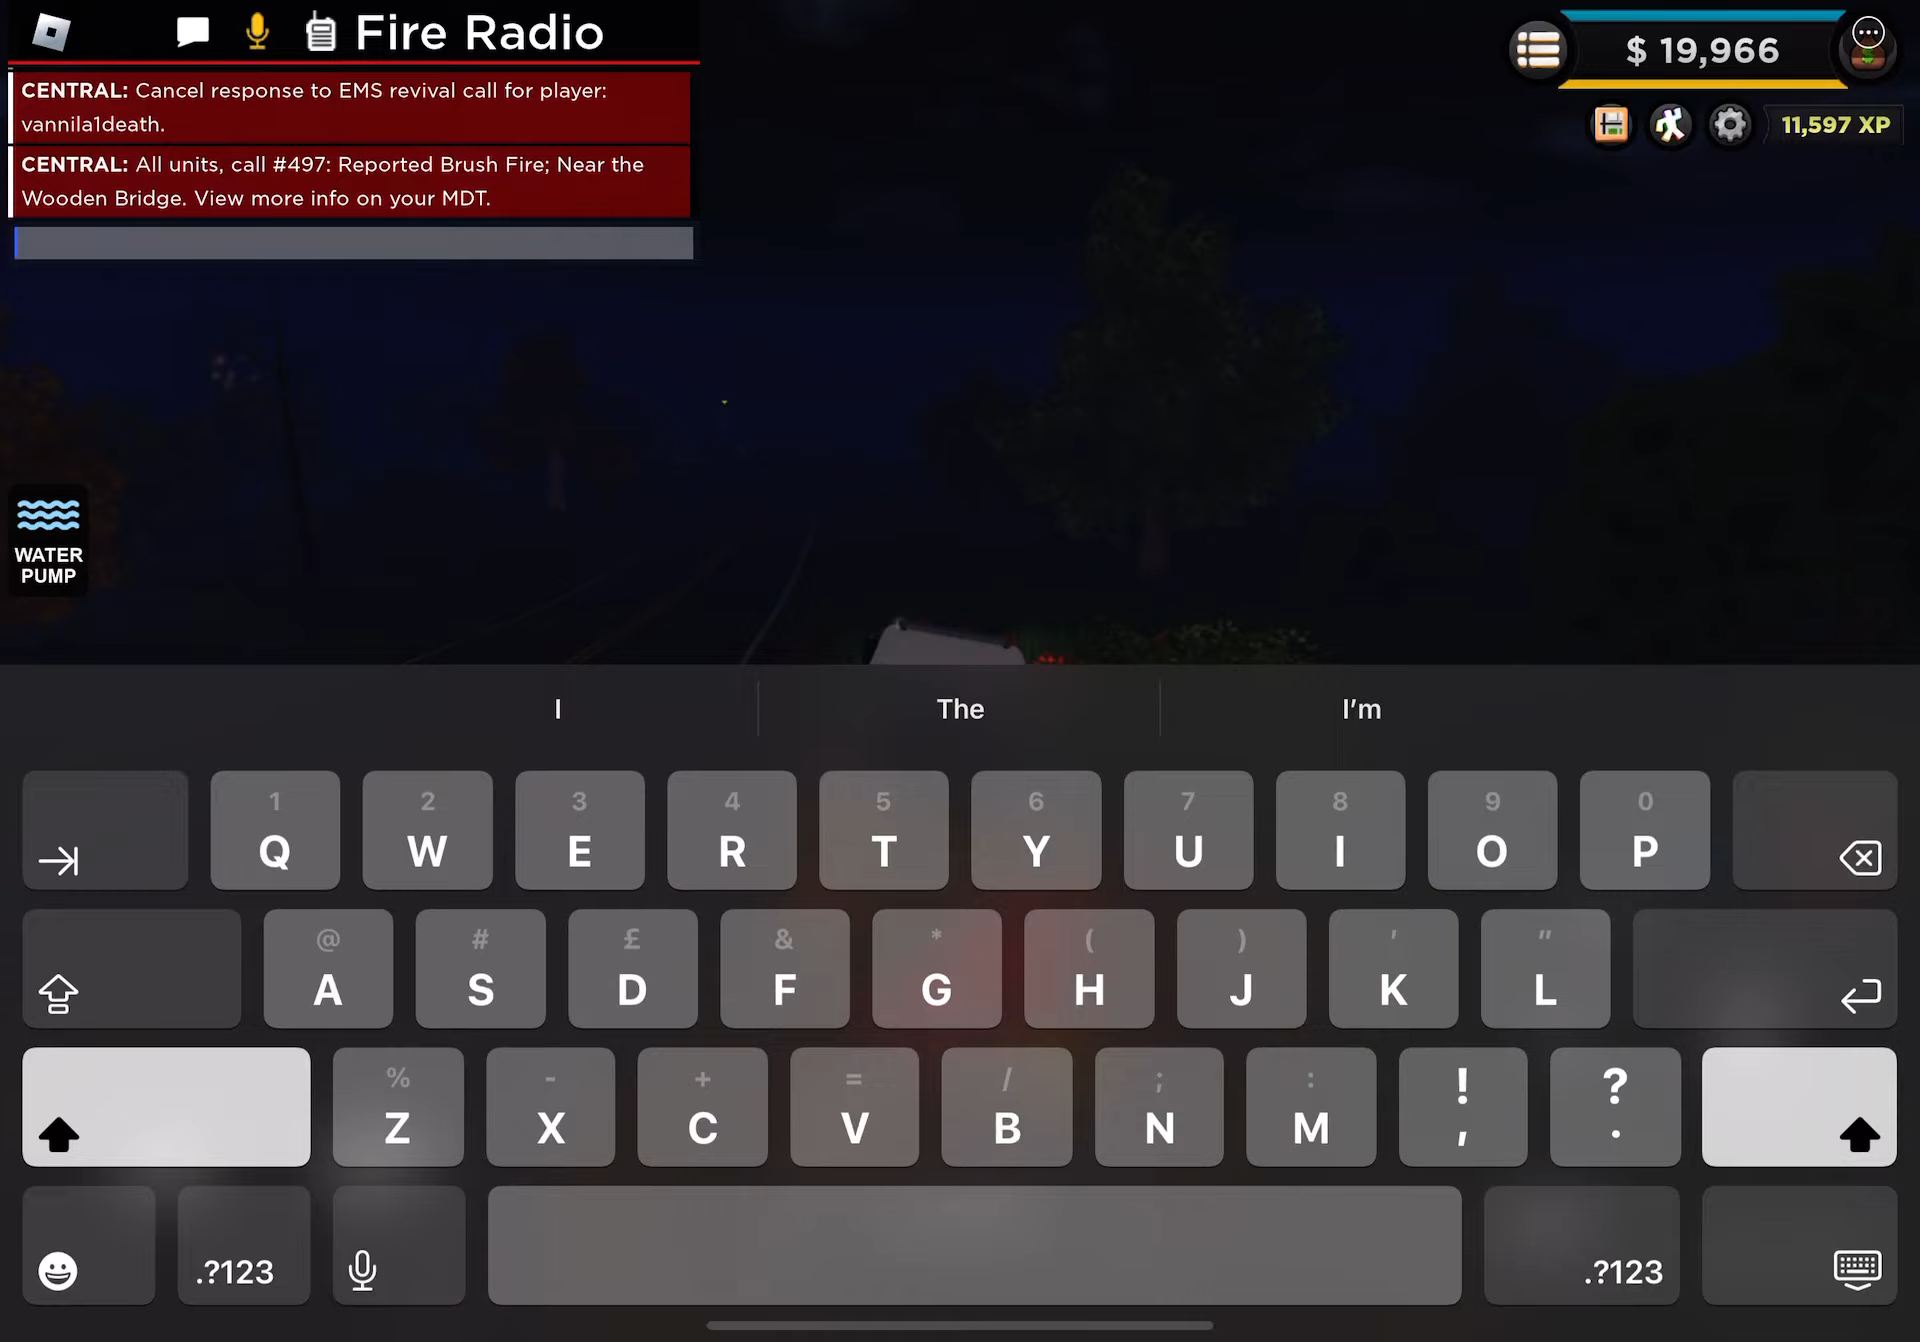 Fire Radio
$ 19,966
CENTRAL: Cancel response to EMS revival call for player:
vannila1death.
11,597 XP
CENTRAL: All units, call #497: Reported Brush Fire; Near the
Wooden Bridge. View more info on your MDT.
WATER
PUMP
I The I’m
1 2 3 4 5 6 7 8 9 0
Q W E R T Y U I O P
@ # £ & * ( ) ' "
A S D F G H J K L
% - + = / ; : ! ?
Z X C V B N M , .
.?123 .?123